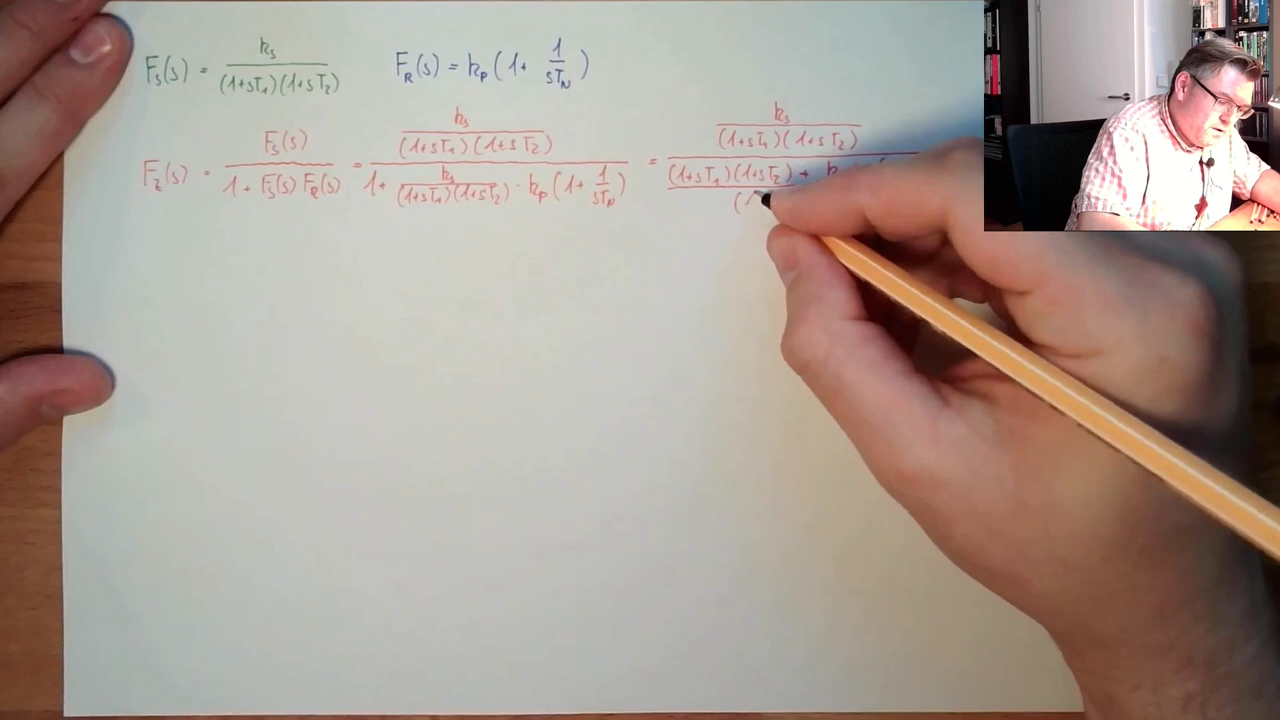 F_S(s) = k_S / ((1+sT_1)(1+sT_2))    F_R(s) = k_P (1 + 1/(sT_N))
F_Z(s) = F_S(s) / (1 + F_S(s) F_R(s)) = (k_S / ((1+sT_1)(1+sT_2))) / (1 + k_S / ((1+sT_1)(1+sT_2)) · k_P (1 + 1/(sT_N))) = (k_S / ((1+sT_1)(1+sT_2))) / (((1+sT_1)(1+sT_2) + k